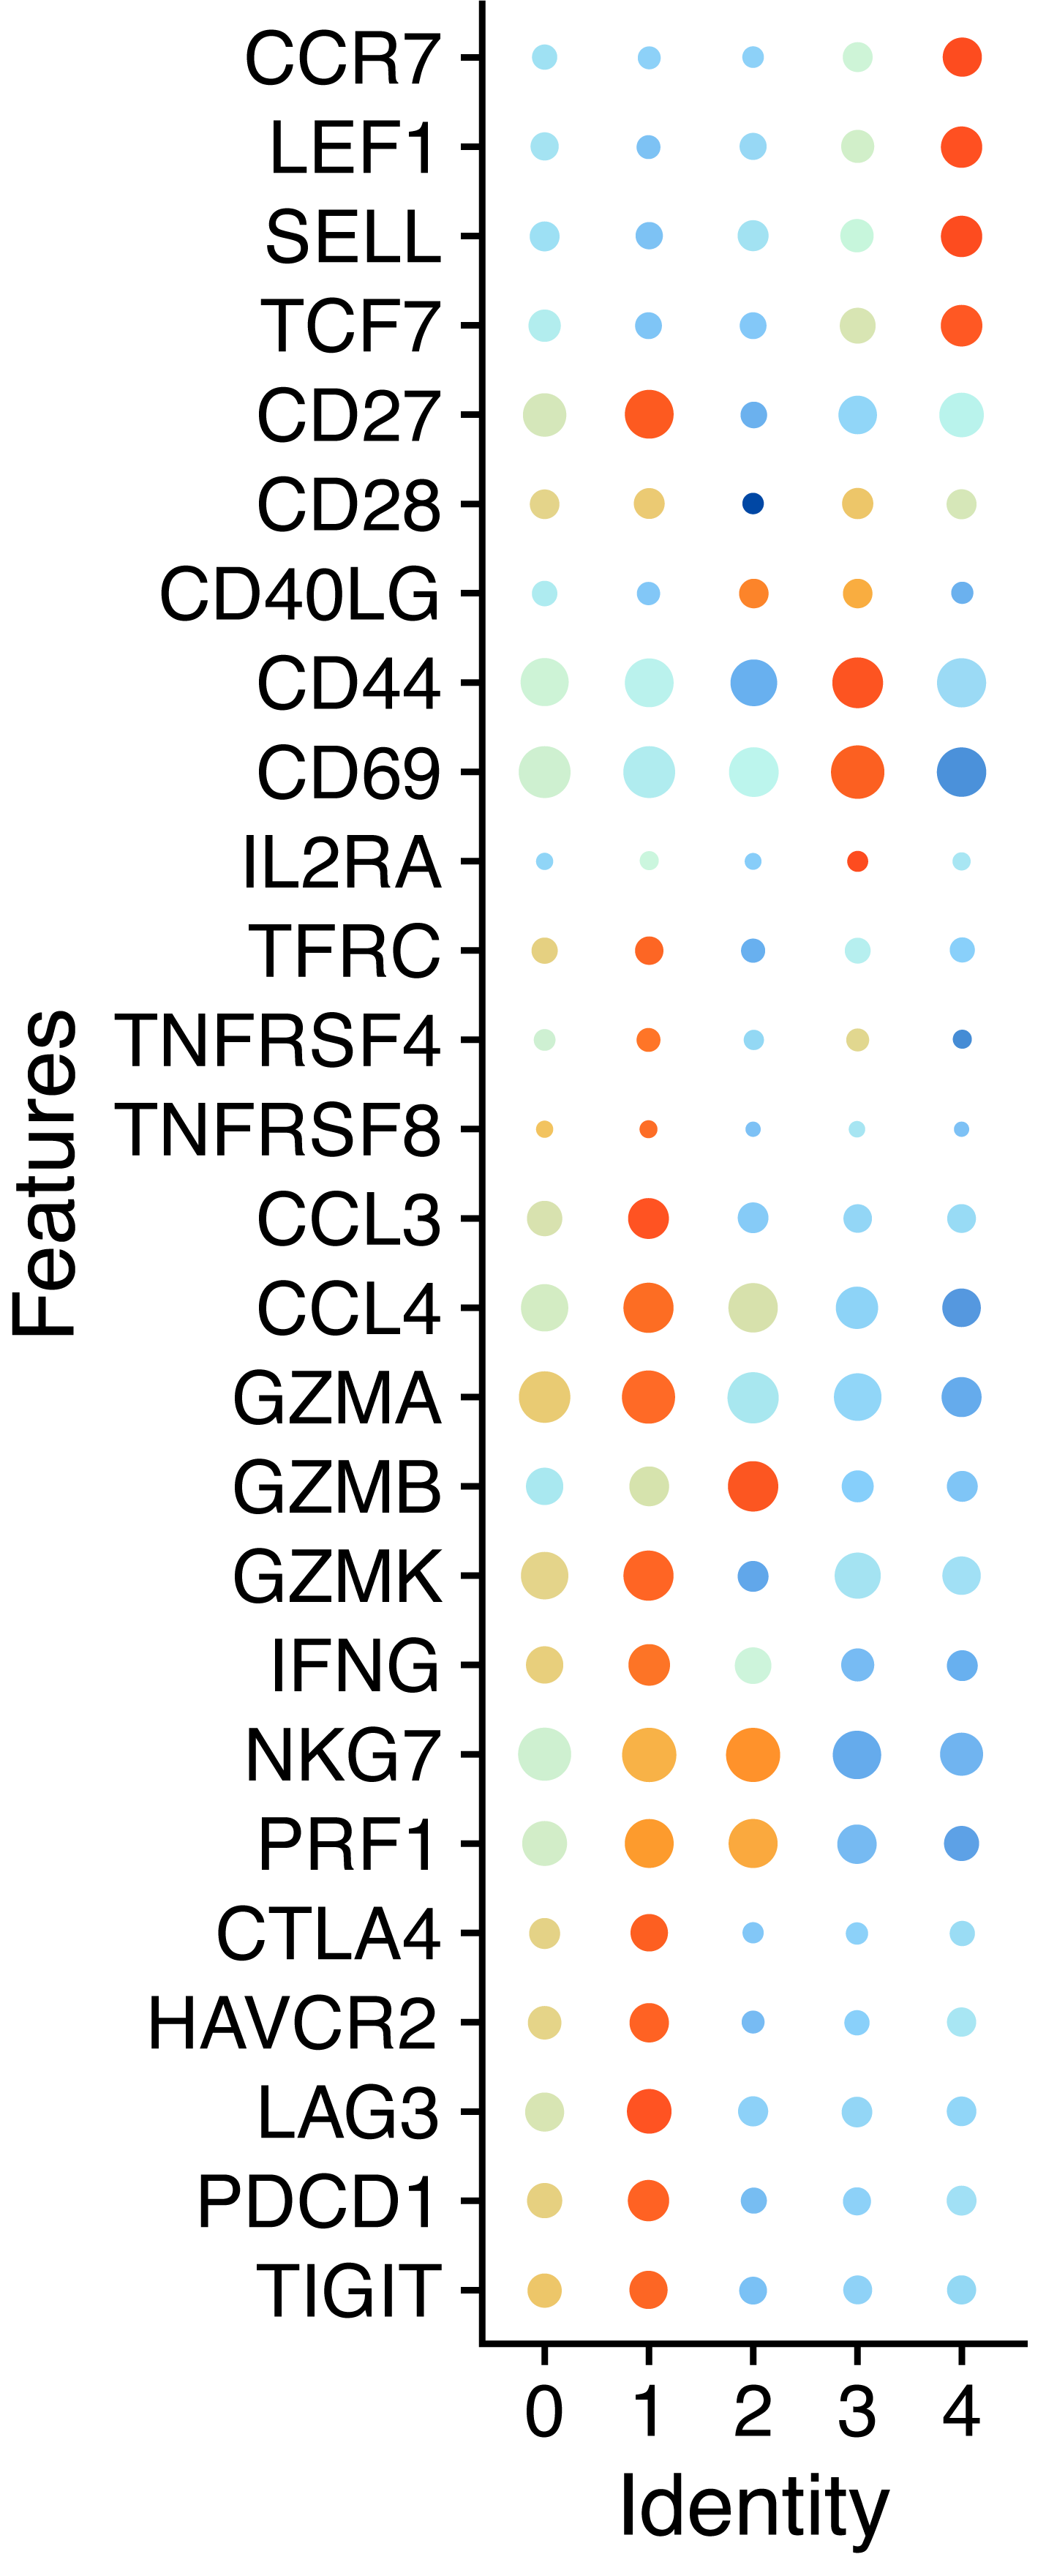 CCR7
LEF1
SELL
TCF7
CD27
CD28
CD40LG
CD44
CD69
IL2RA
TFRC
TNFRSF4
TNFRSF8
CCL3
CCL4
GZMA
GZMB
GZMK
IFNG
NKG7
PRF1
CTLA4
HAVCR2
LAG3
PDCD1
TIGIT
Features
0 1 2 3 4
Identity